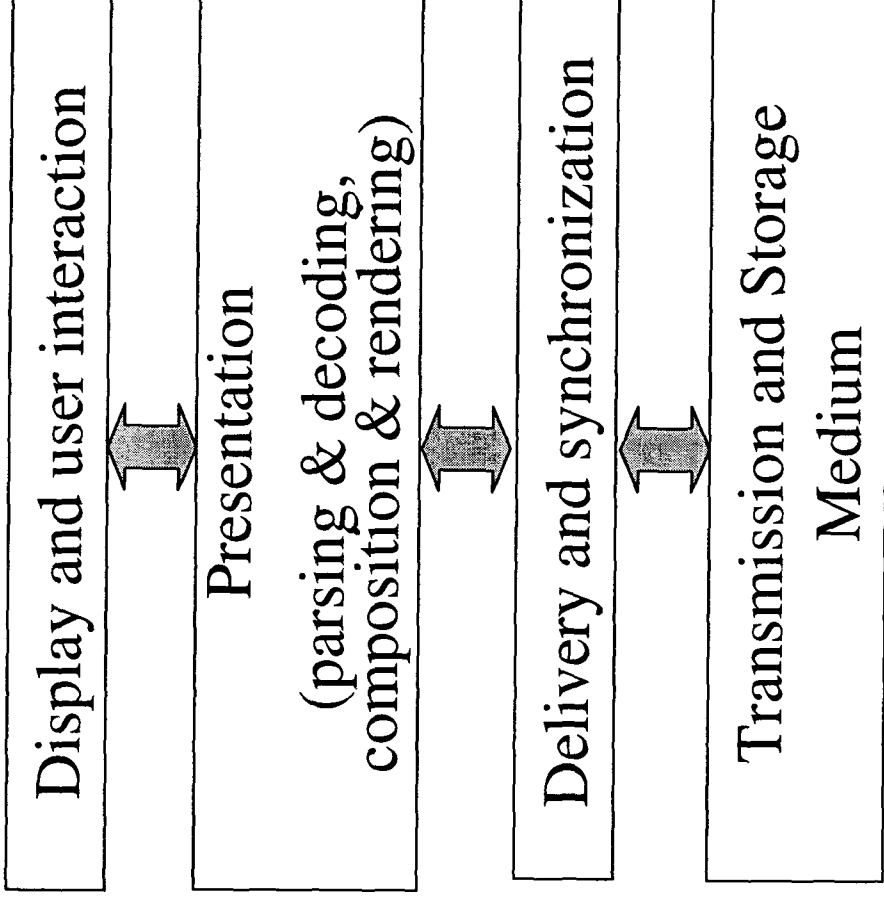 Display and user interaction
Presentation
(parsing & decoding,
composition & rendering)
Delivery and synchronization
Transmission and Storage
Medium